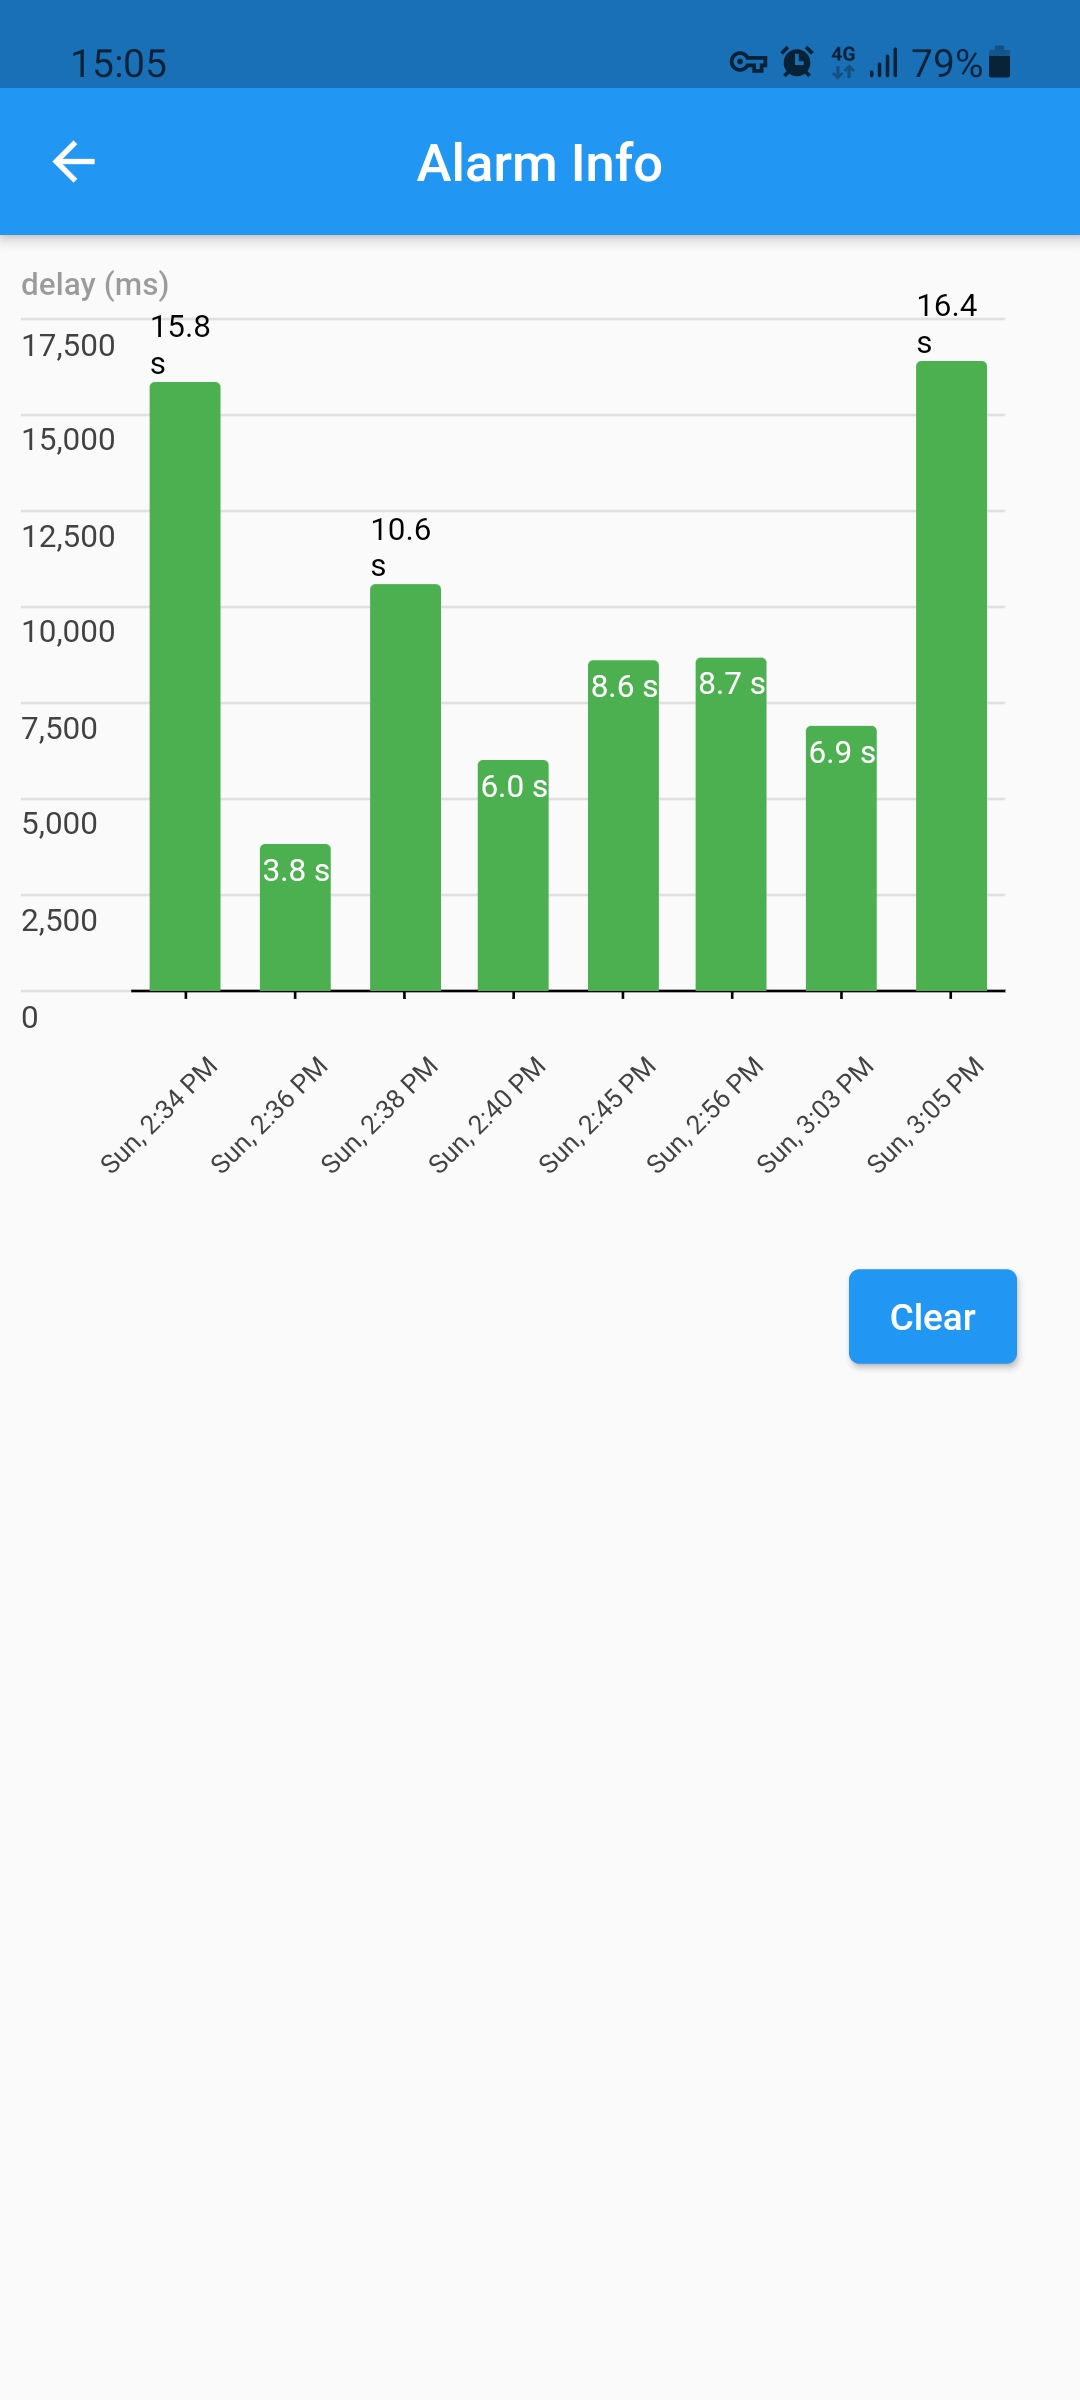 15:05 4G 79%
Alarm Info
delay (ms)
17,500
15,000
12,500
10,000
7,500
5,000
2,500
0
15.8
s
3.8 s
10.6
s
6.0 s
8.6 s
8.7 s
6.9 s
16.4
s
Sun, 2:34 PM
Sun, 2:36 PM
Sun, 2:38 PM
Sun, 2:40 PM
Sun, 2:45 PM
Sun, 2:56 PM
Sun, 3:03 PM
Sun, 3:05 PM
Clear